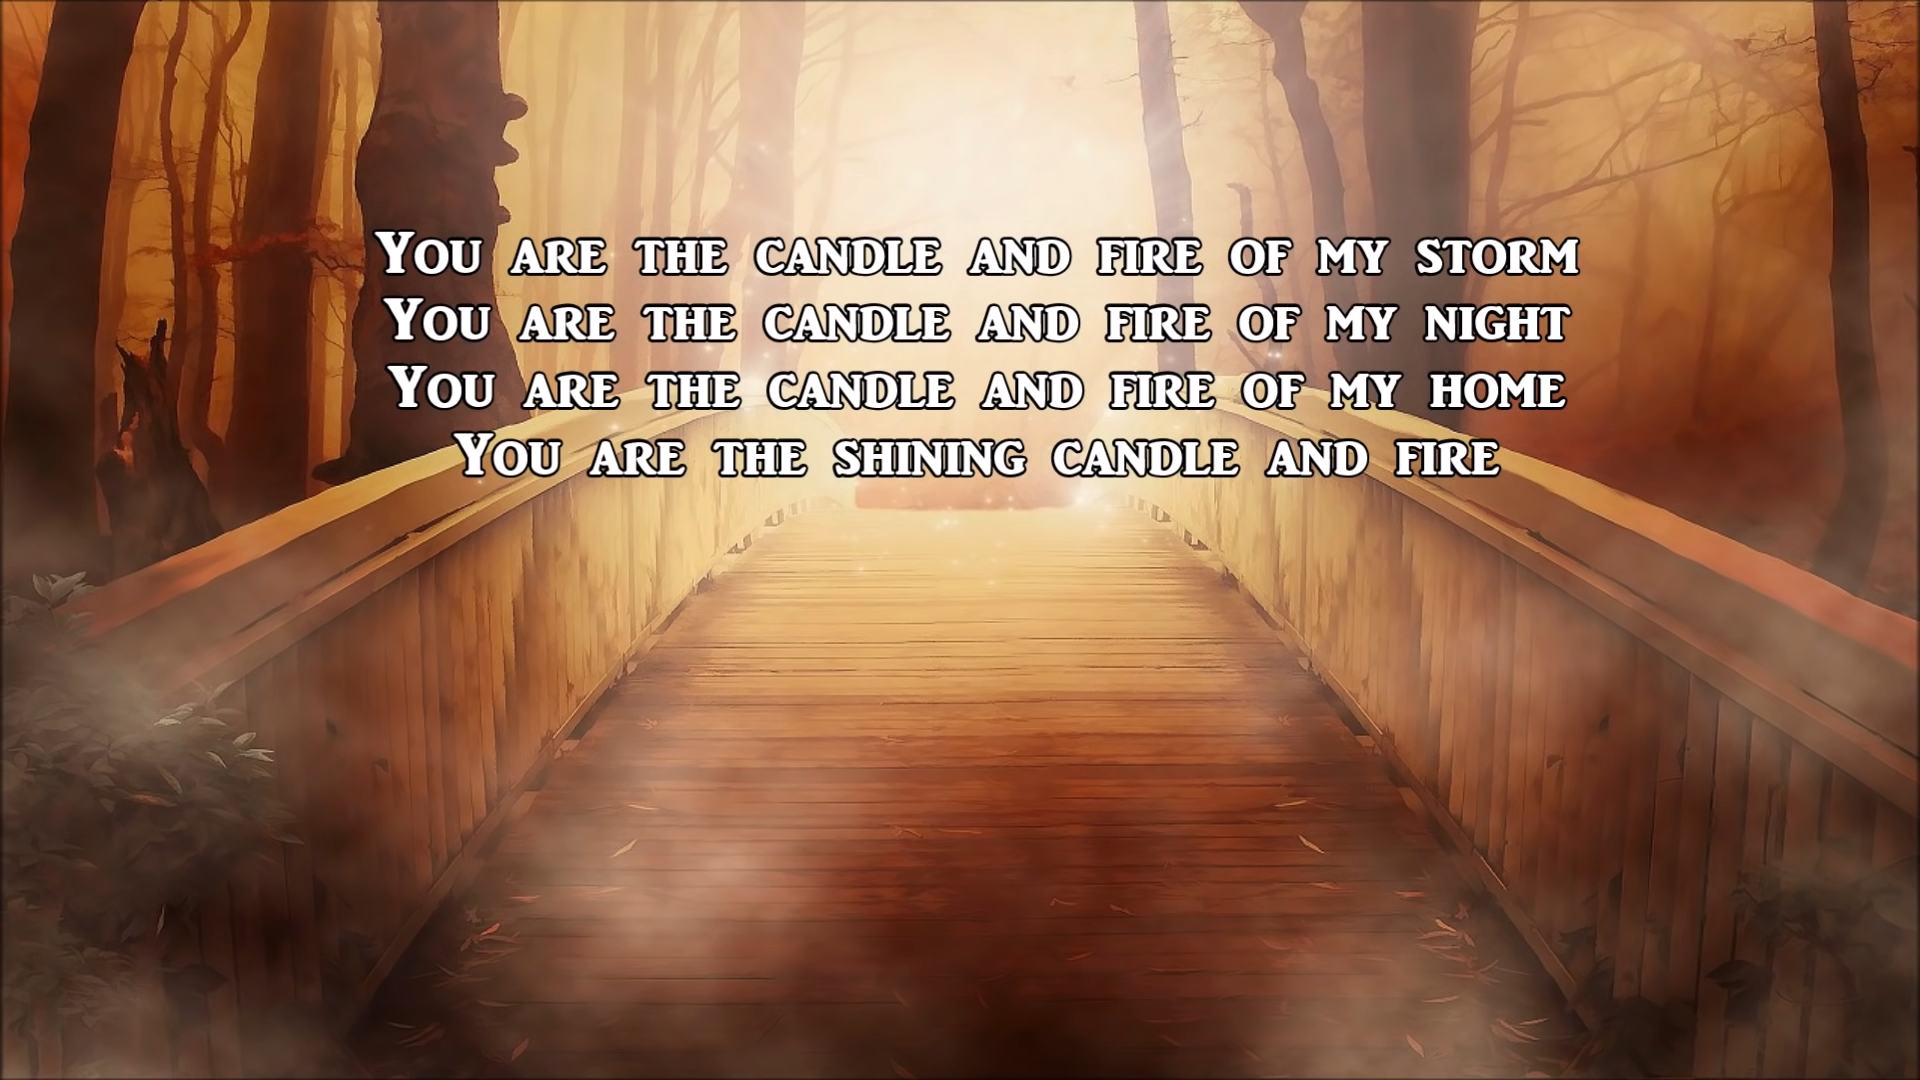 You are the candle and fire of my storm
You are the candle and fire of my night
You are the candle and fire of my home
You are the shining candle and fire